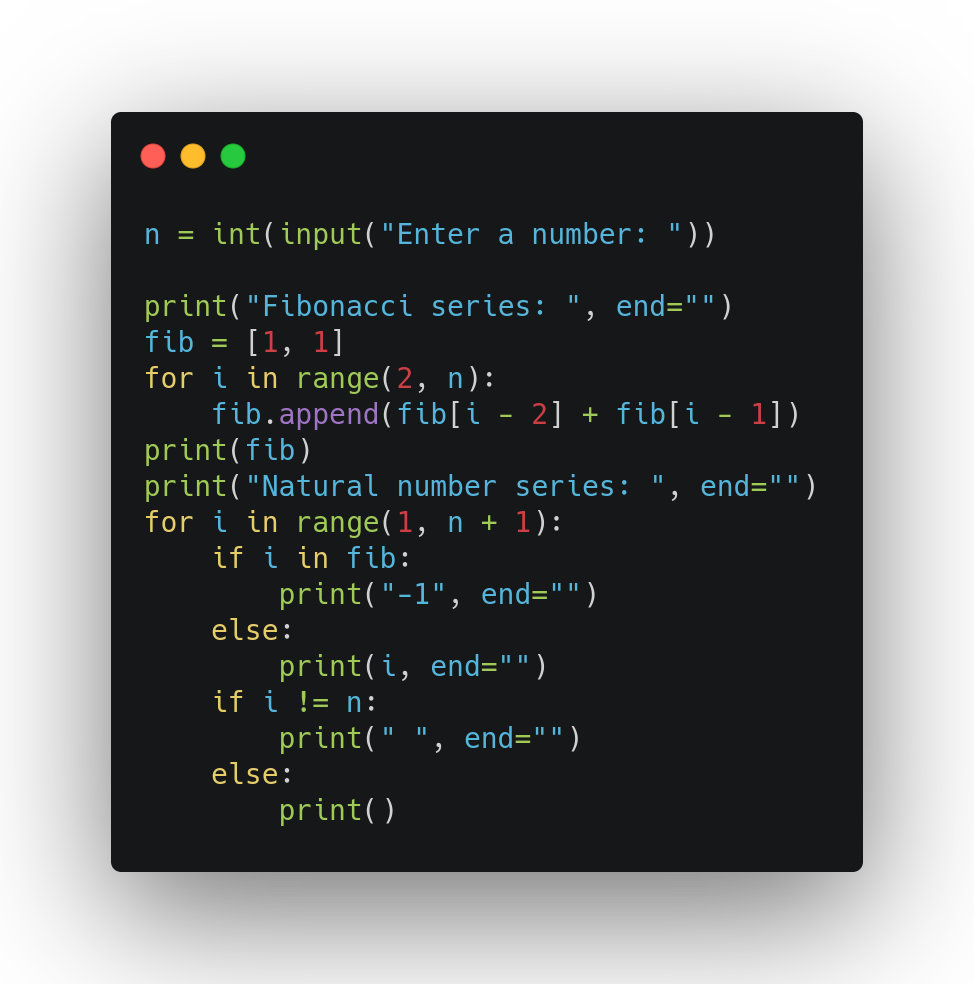 n = int(input("Enter a number: "))

print("Fibonacci series: ", end="")
fib = [1, 1]
for i in range(2, n):
    fib.append(fib[i - 2] + fib[i - 1])
print(fib)
print("Natural number series: ", end="")
for i in range(1, n + 1):
    if i in fib:
        print("-1", end="")
    else:
        print(i, end="")
    if i != n:
        print(" ", end="")
    else:
        print()